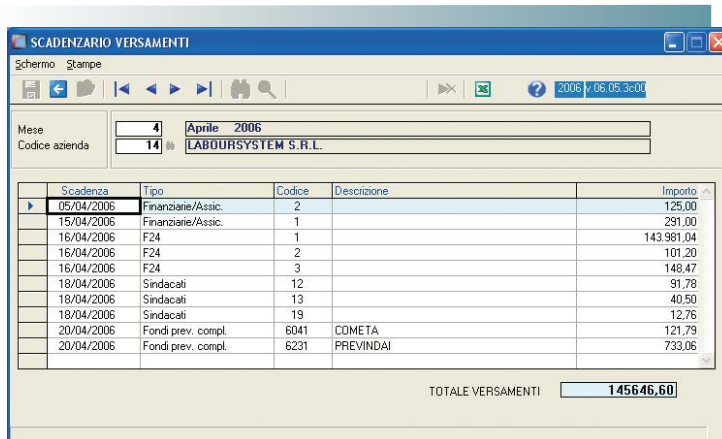 SCADENZARIO VERSAMENTI
Schermo Stampe
2006 v.06.05.3c00
Mese 4 Aprile 2006
Codice azienda 14 LABOURSYSTEM S.R.L.
Scadenza Tipo Codice Descrizione Importo
05/04/2006 Finanziarie/Assic. 2 125,00
15/04/2006 Finanziarie/Assic. 1 291,00
16/04/2006 F24 1 143.981,04
16/04/2006 F24 2 101,20
16/04/2006 F24 3 148,47
18/04/2006 Sindacati 12 91,78
18/04/2006 Sindacati 13 40,50
18/04/2006 Sindacati 19 12,76
20/04/2006 Fondi prev. compl. 6041 COMETA 121,79
20/04/2006 Fondi prev. compl. 6231 PREVINDAI 733,06
TOTALE VERSAMENTI 145646,60